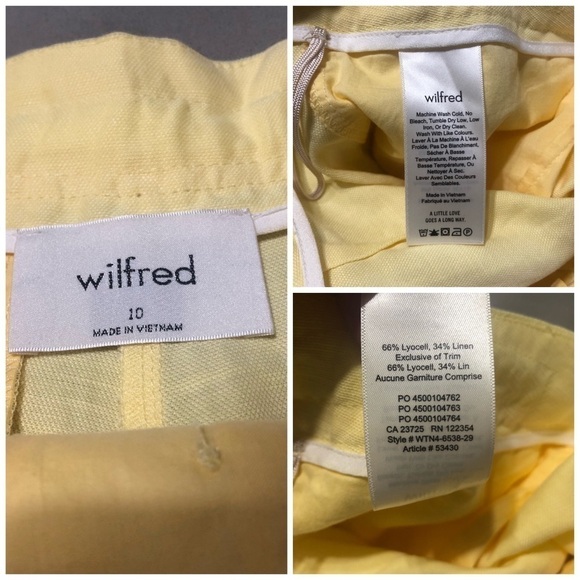 wilfred
10
MADE IN VIETNAM
wilfred
Machine Wash Cold, No
Bleach, Tumble Dry Low, Low
Iron, Or Dry Clean.
Wash With Like Colours.
Laver À La Machine À L'eau
Froide, Pas De Blanchiment,
Sécher À Basse
Température, Repasser À
Basse Température, Ou
Nettoyer À Sec.
Laver Avec Des Couleurs
Semblables.
Made in Vietnam
Fabriqué au Vietnam
A LITTLE LOVE
GOES A LONG WAY.
66% Lyocell, 34% Linen
Exclusive of Trim
66% Lyocell, 34% Lin
Aucune Garniture Comprise
PO 4500104762
PO 4500104763
PO 4500104764
CA 23725 RN 122354
Style # WTN4-6538-29
Article # 53430